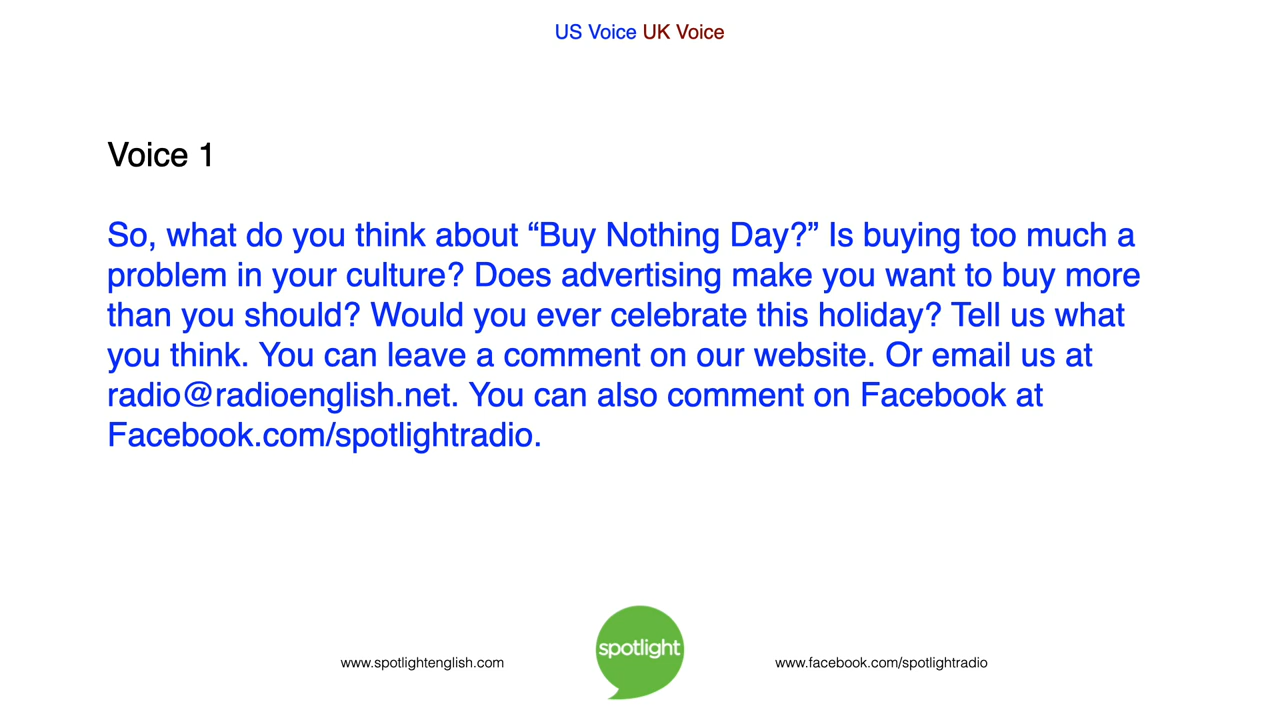 US Voice UK Voice
Voice 1
So, what do you think about “Buy Nothing Day?” Is buying too much a
problem in your culture? Does advertising make you want to buy more
than you should? Would you ever celebrate this holiday? Tell us what
you think. You can leave a comment on our website. Or email us at
radio@radioenglish.net. You can also comment on Facebook at
Facebook.com/spotlightradio.
www.spotlightenglish.com
spotlight
www.facebook.com/spotlightradio